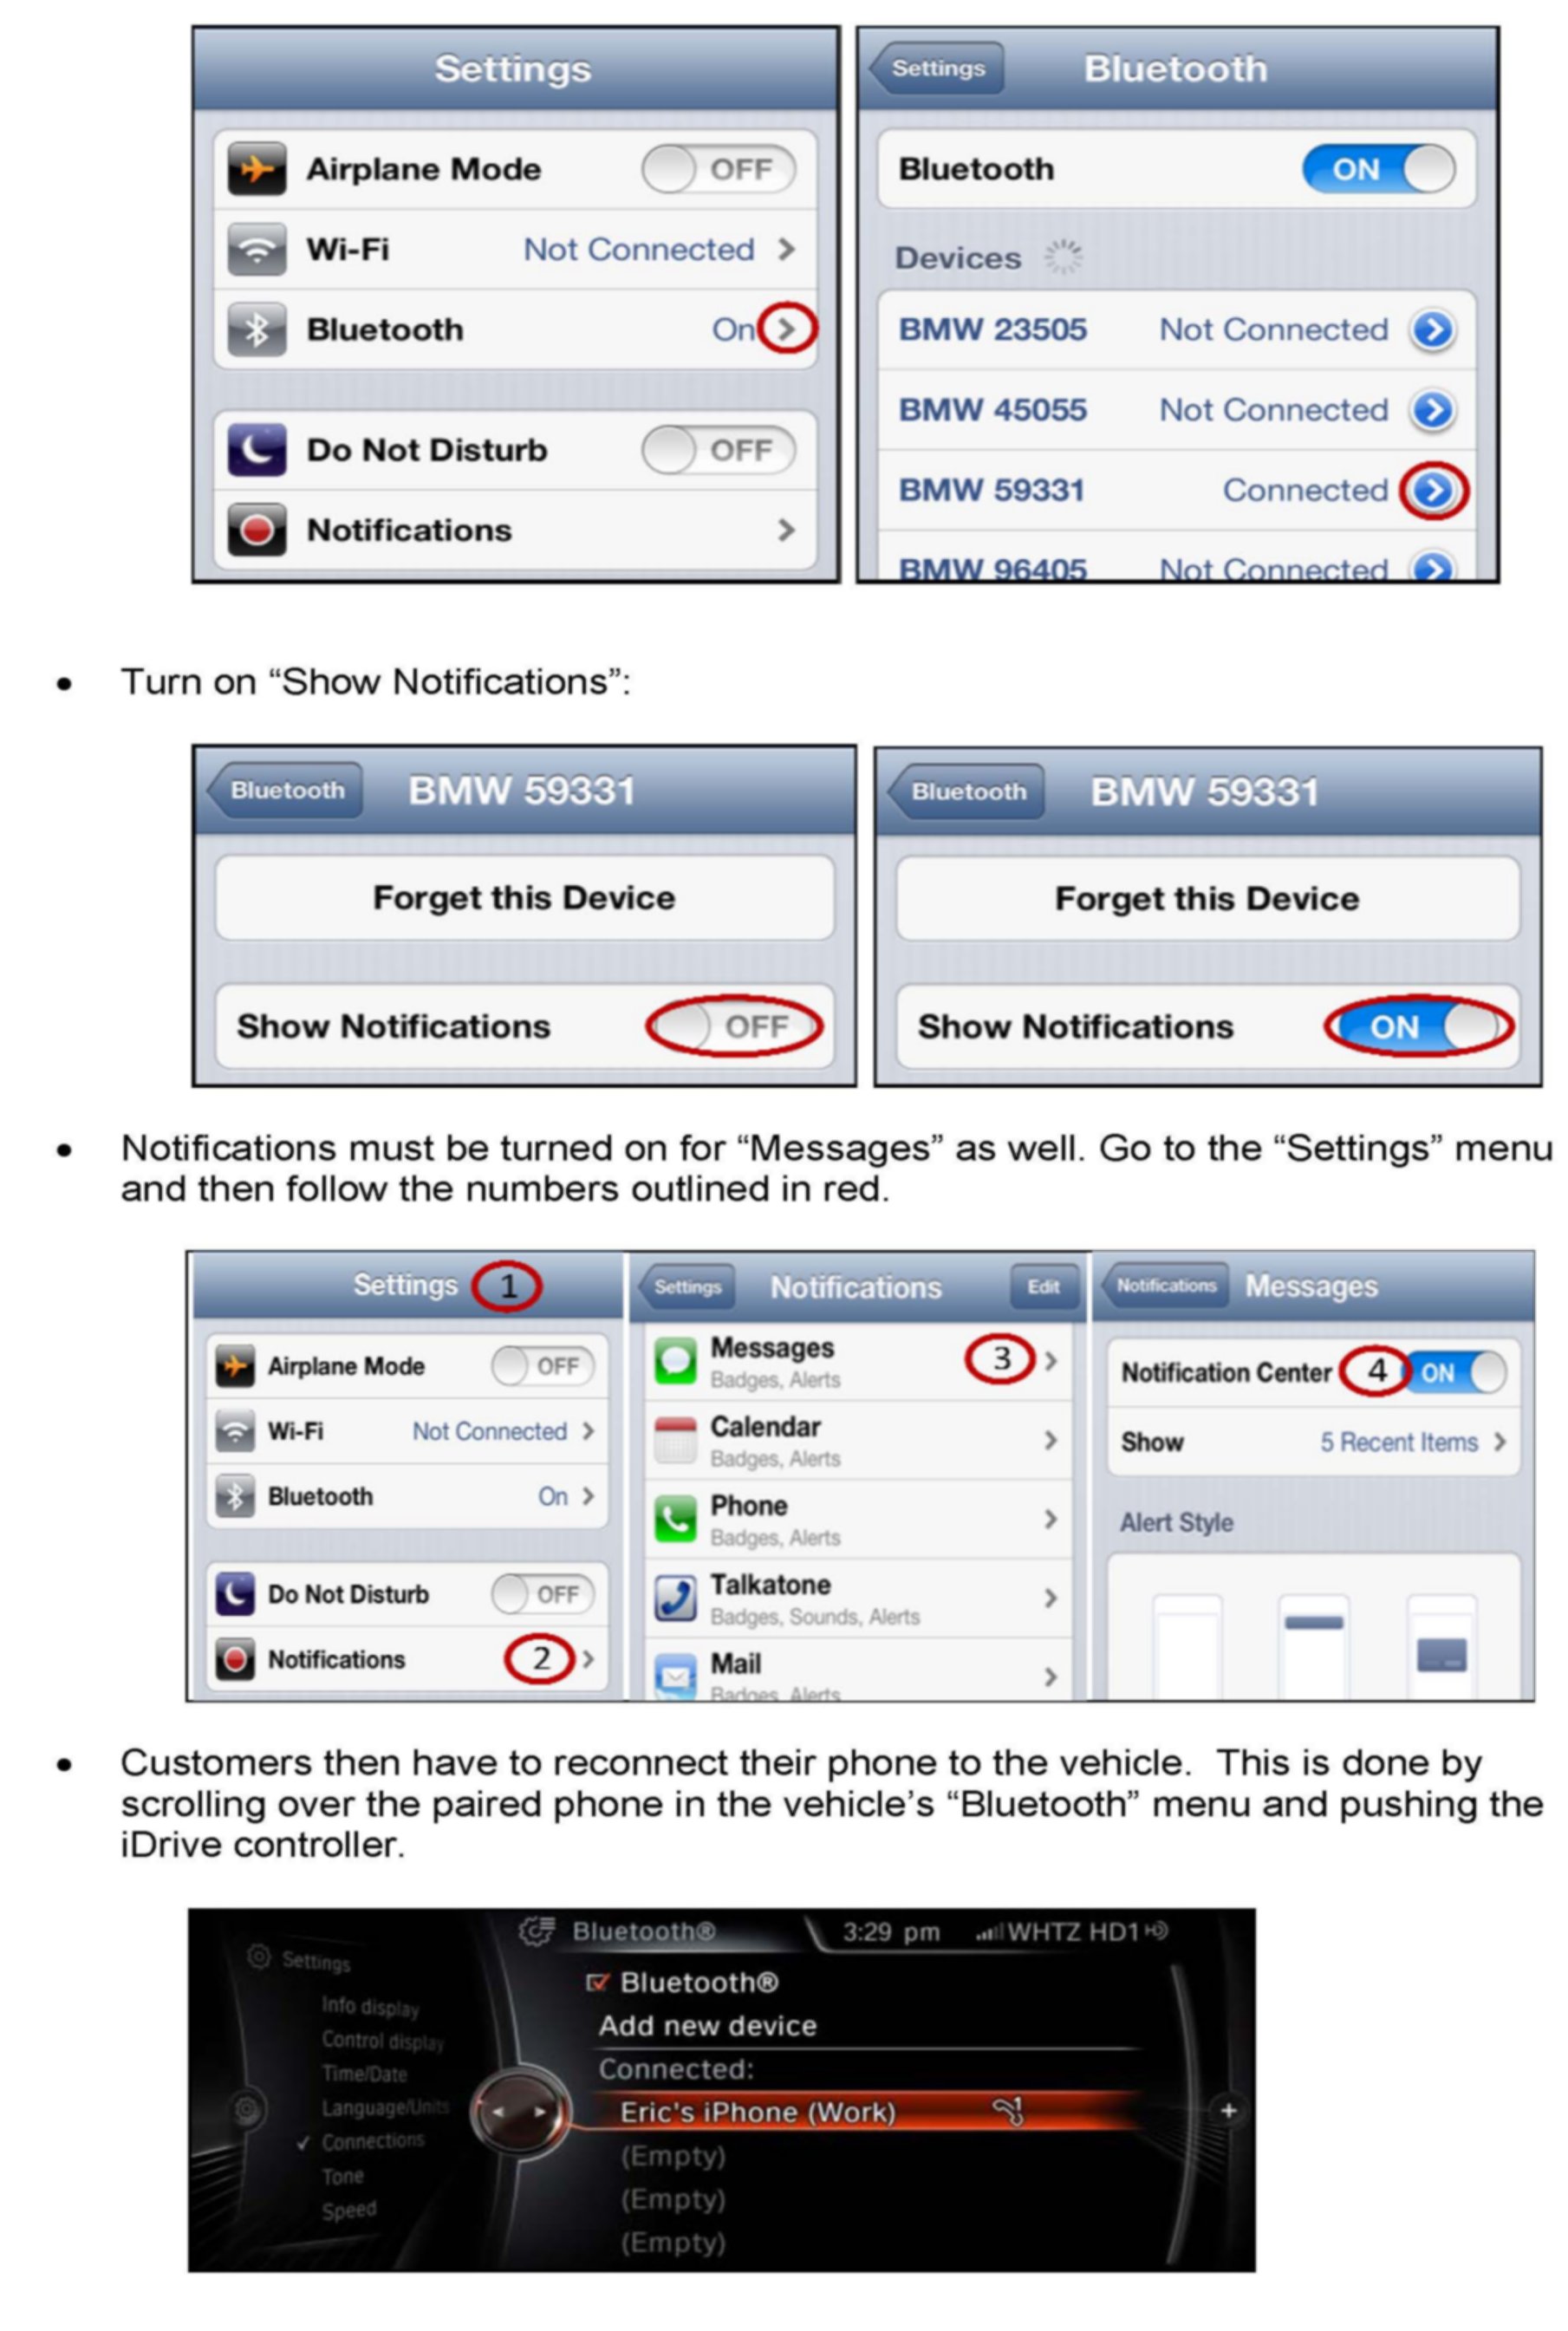 Settings
Airplane Mode OFF
Wi-Fi Not Connected
Bluetooth On
Do Not Disturb OFF
Notifications
Settings Bluetooth
Bluetooth ON
Devices
BMW 23505 Not Connected
BMW 45055 Not Connected
BMW 59331 Connected
BMW 96405 Not Connected
• Turn on “Show Notifications”:
Bluetooth BMW 59331
Forget this Device
Show Notifications OFF
Bluetooth BMW 59331
Forget this Device
Show Notifications ON
• Notifications must be turned on for “Messages” as well. Go to the “Settings” menu
and then follow the numbers outlined in red.
Settings 1
Airplane Mode OFF
Wi-Fi Not Connected
Bluetooth On
Do Not Disturb OFF
Notifications 2
Settings Notifications Edit
Messages 3
Badges, Alerts
Calendar
Badges, Alerts
Phone
Badges, Alerts
Talkatone
Badges, Sounds, Alerts
Mail
Badges, Alerts
Notifications Messages
Notification Center 4 ON
Show 5 Recent Items
Alert Style
• Customers then have to reconnect their phone to the vehicle. This is done by
scrolling over the paired phone in the vehicle’s “Bluetooth” menu and pushing the
iDrive controller.
Bluetooth® 3:29 pm WHTZ HD1
Settings
Info display
Control display
Time/Date
Language/Units
Connections
Tone
Speed
Bluetooth®
Add new device
Connected:
Eric's iPhone (Work)
(Empty)
(Empty)
(Empty)